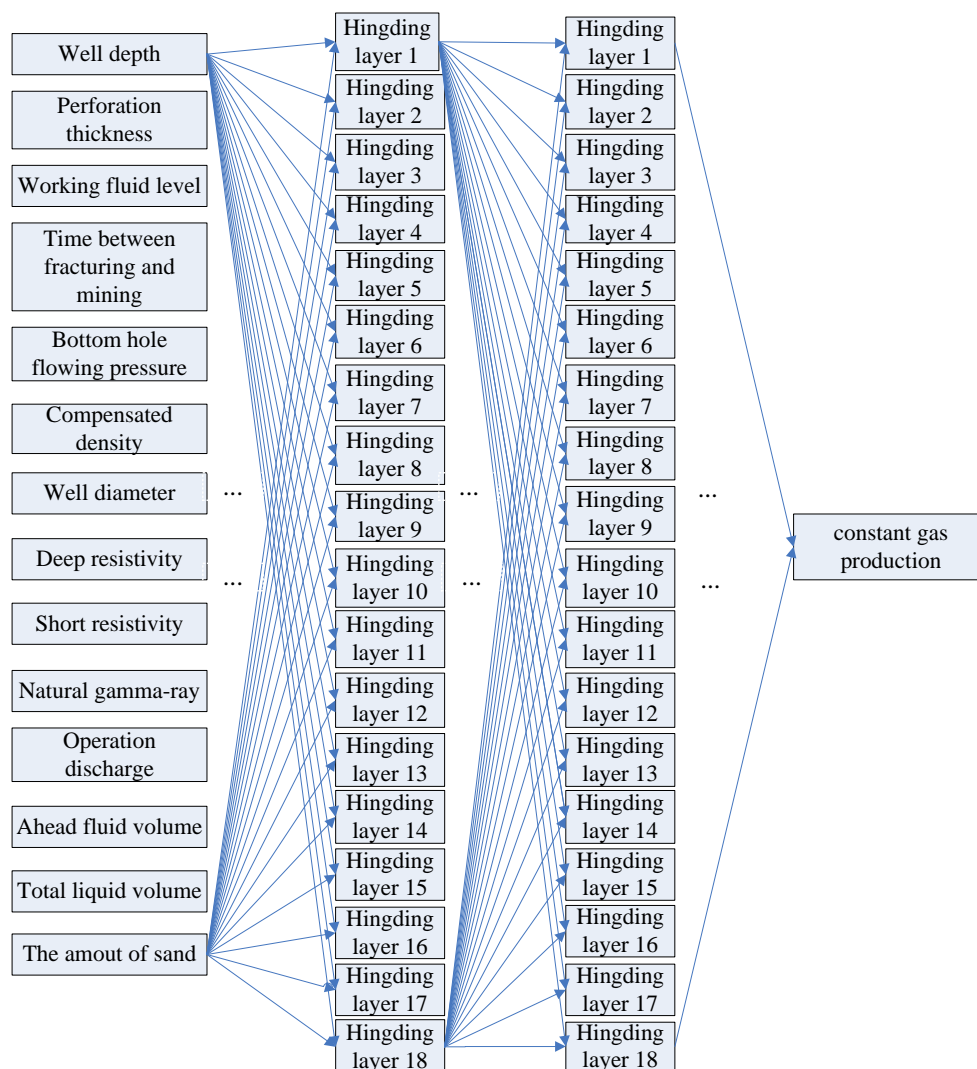 Well depth
Perforation
thickness
Working fluid level
Time between
fracturing and
mining
Bottom hole
flowing pressure
Compensated
density
Well diameter
Deep resistivity
Short resistivity
Natural gamma-ray
Operation
discharge
Ahead fluid volume
Total liquid volume
The amout of sand
...
...
Hingding
layer 1
Hingding
layer 2
Hingding
layer 3
Hingding
layer 4
Hingding
layer 5
Hingding
layer 6
Hingding
layer 7
Hingding
layer 8
Hingding
layer 9
Hingding
layer 10
Hingding
layer 11
Hingding
layer 12
Hingding
layer 13
Hingding
layer 14
Hingding
layer 15
Hingding
layer 16
Hingding
layer 17
Hingding
layer 18
...
...
Hingding
layer 1
Hingding
layer 2
Hingding
layer 3
Hingding
layer 4
Hingding
layer 5
Hingding
layer 6
Hingding
layer 7
Hingding
layer 8
Hingding
layer 9
Hingding
layer 10
Hingding
layer 11
Hingding
layer 12
Hingding
layer 13
Hingding
layer 14
Hingding
layer 15
Hingding
layer 16
Hingding
layer 17
Hingding
layer 18
...
...
constant gas
production